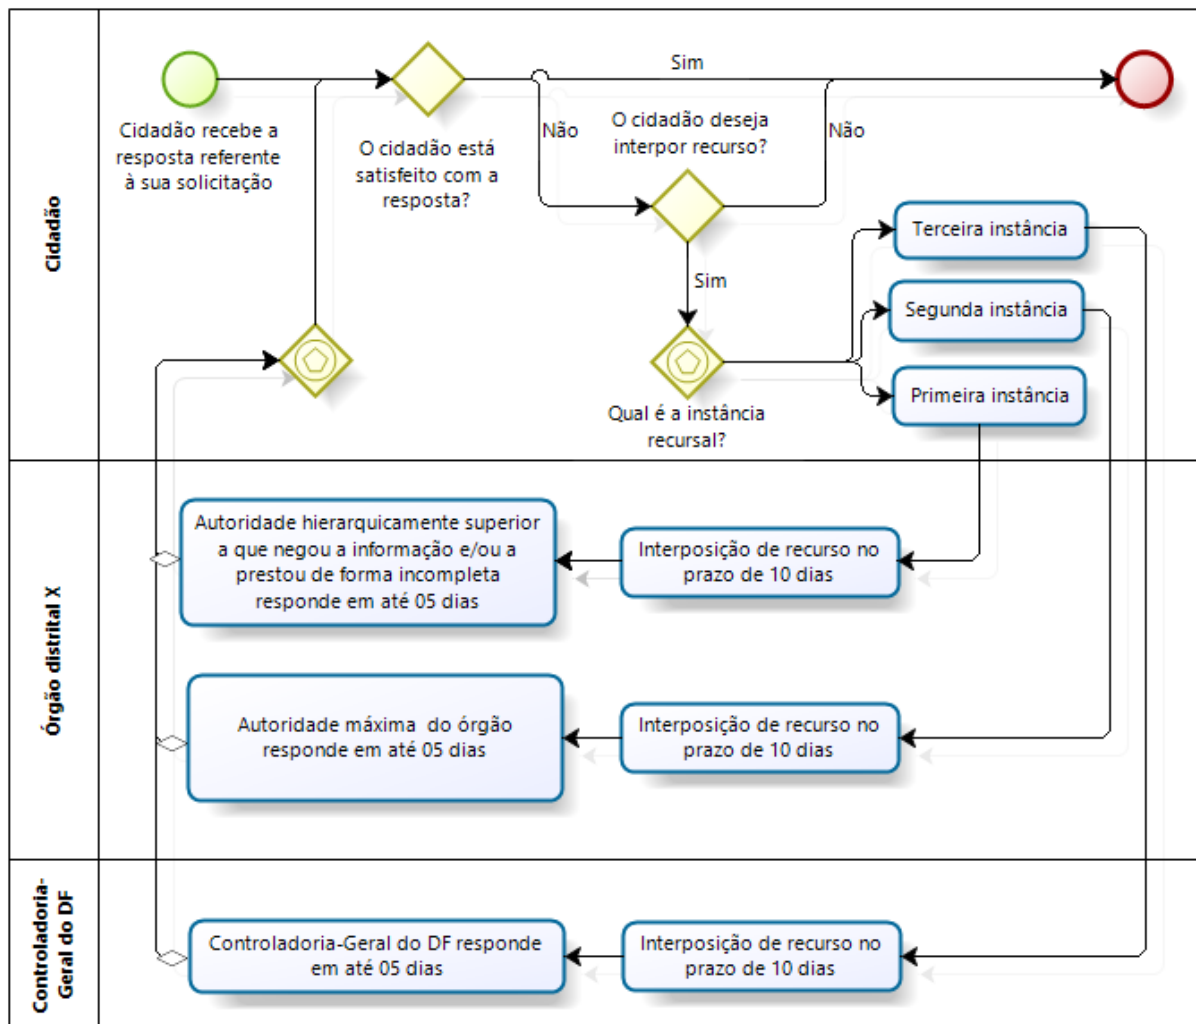 Cidadão
Cidadão recebe a
resposta referente
à sua solicitação
O cidadão está
satisfeito com a
resposta?
Sim
Não
O cidadão deseja
interpor recurso?
Não
Sim
Qual é a instância
recursal?
Terceira instância
Segunda instância
Primeira instância
Órgão distrital X
Autoridade hierarquicamente superior
a que negou a informação e/ou a
prestou de forma incompleta
responde em até 05 dias
Interposição de recurso no
prazo de 10 dias
Autoridade máxima do órgão
responde em até 05 dias
Interposição de recurso no
prazo de 10 dias
Controladoria-
Geral do DF
Controladoria-Geral do DF responde
em até 05 dias
Interposição de recurso no
prazo de 10 dias